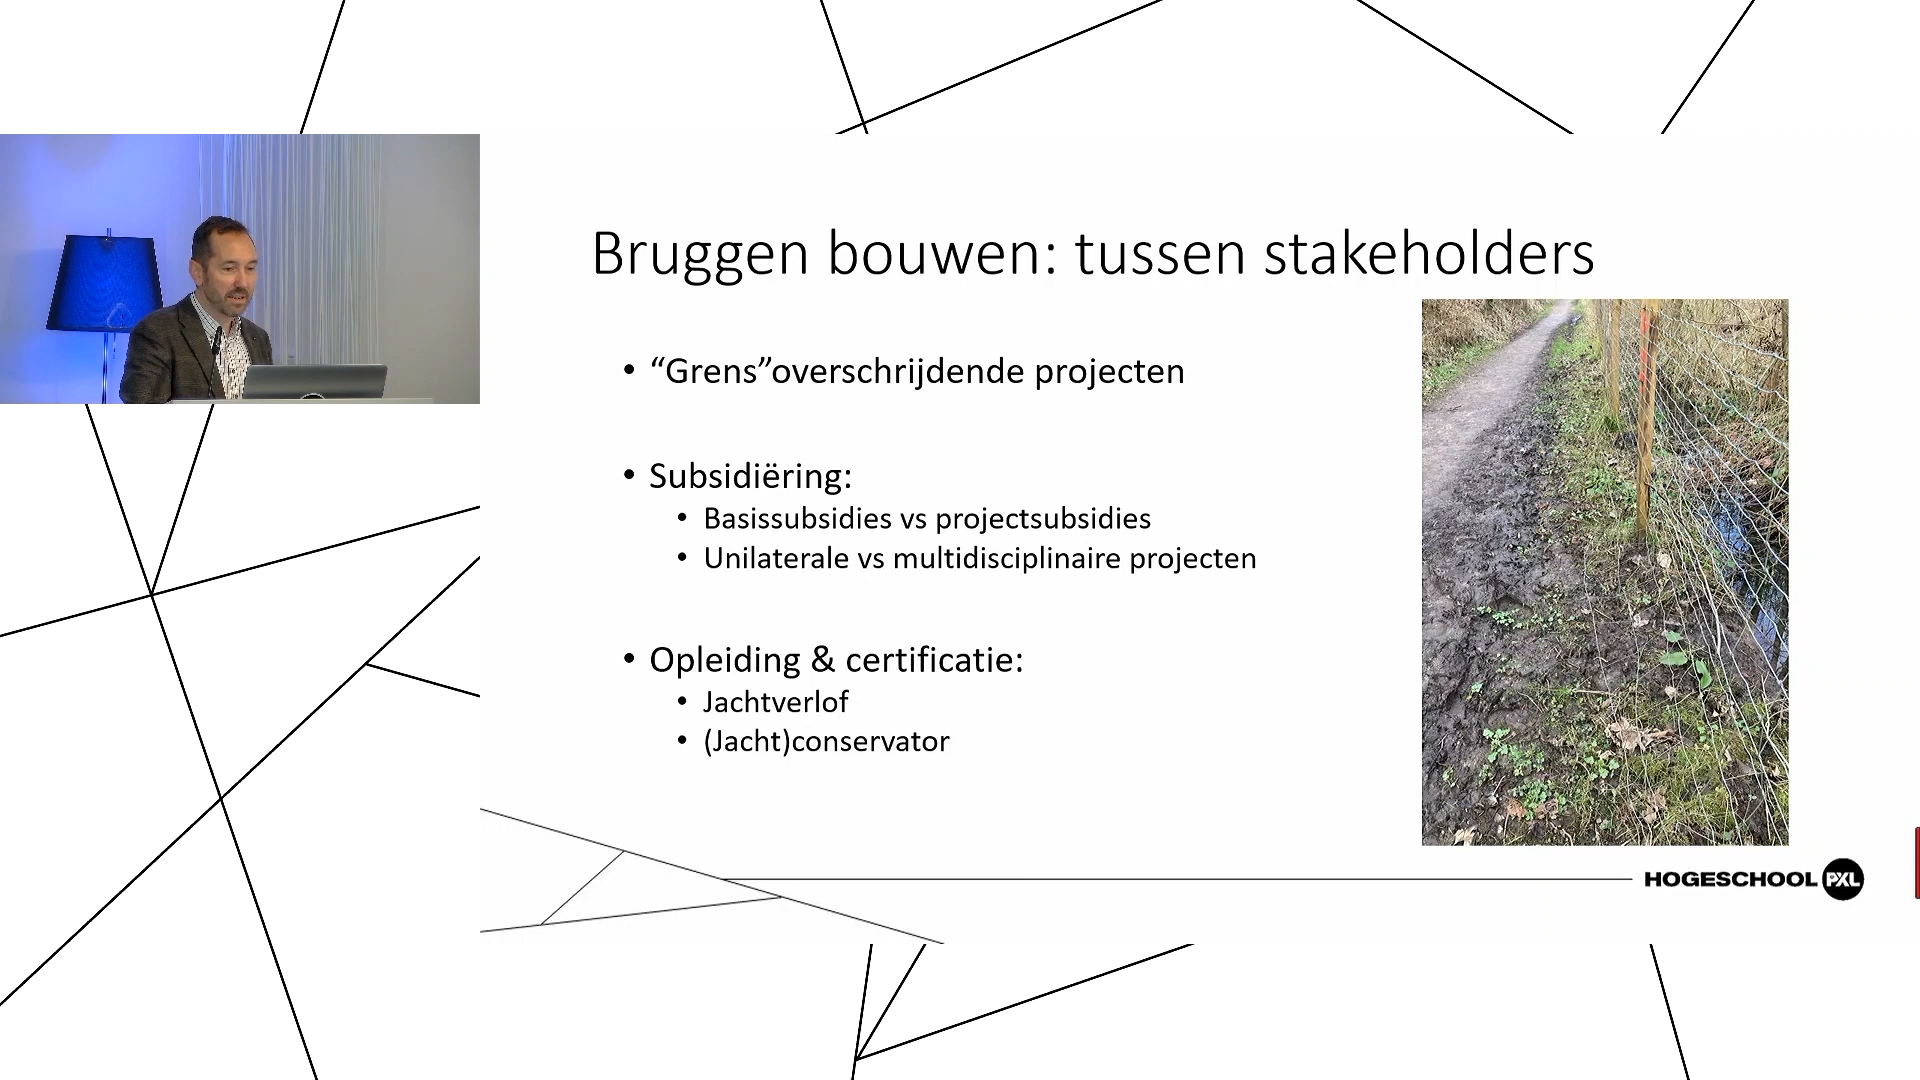 Bruggen bouwen: tussen stakeholders
• “Grens”overschrijdende projecten
• Subsidiëring:
• Basissubsidies vs projectsubsidies
• Unilaterale vs multidisciplinaire projecten
• Opleiding & certificatie:
• Jachtverlof
• (Jacht)conservator
HOGESCHOOL PXL